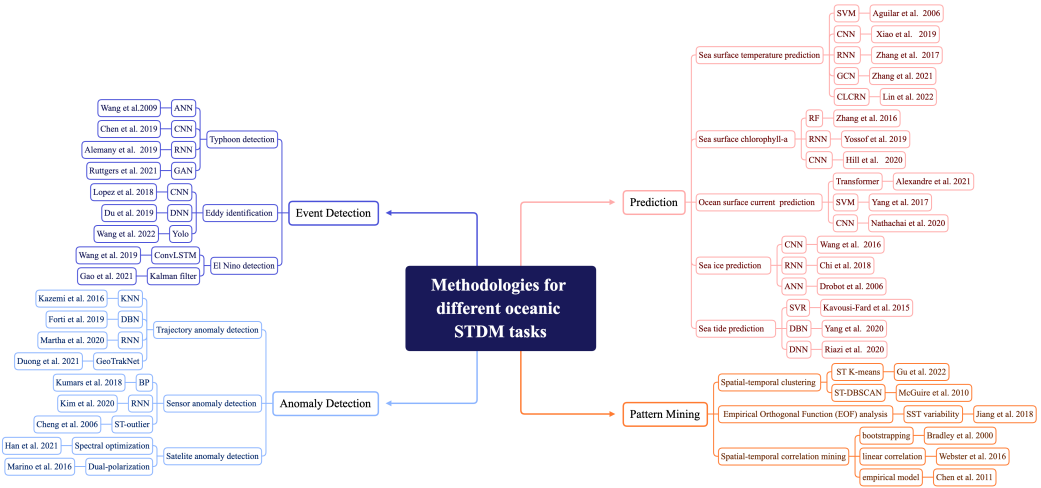 Methodologies for
different oceanic
STDM tasks
Event Detection
Typhoon detection
ANN
Wang et al.2009
CNN
Chen et al. 2019
RNN
Alemany et al.  2019
GAN
Ruttgers et al. 2021
Eddy identification
CNN
Lopez et al. 2018
DNN
Du et al. 2019
Yolo
Wang et al. 2022
El Nino detection
ConvLSTM
Wang et al. 2019
Kalman filter
Gao et al. 2021
Anomaly Detection
Trajectory anomaly detection
KNN
Kazemi et al. 2016
DBN
Forti et al. 2019
RNN
Martha et al. 2020
GeoTrakNet
Duong et al. 2021
Sensor anomaly detection
BP
Kumars et al. 2018
RNN
Kim et al. 2020
ST-outlier
Cheng et al. 2006
Satelite anomaly detection
Spectral optimization
Han et al. 2021
Dual-polarization
Marino et al. 2016
Prediction
Sea surface temperature prediction
SVM
Aguilar et al.  2006
CNN
Xiao et al.  2019
RNN
Zhang et al.  2017
GCN
Zhang et al. 2021
CLCRN
Lin et al. 2022
Sea surface chlorophyll-a
RF
Zhang et al. 2016
RNN
Yossof et al. 2019
CNN
Hill et al.  2020
Ocean surface current  prediction
Transformer
Alexandre et al. 2021
SVM
Yang et al. 2017
CNN
Nathachai et al. 2020
Sea ice prediction
CNN
Wang et al.  2016
RNN
Chi et al. 2018
ANN
Drobot et al. 2006
Sea tide prediction
SVR
Kavousi-Fard et al. 2015
DBN
Yang et al.  2020
DNN
Riazi et al.  2020
Pattern Mining
Spatial-temporal clustering
ST K-means
Gu et al. 2022
ST-DBSCAN
McGuire et al. 2010
Empirical Orthogonal Function (EOF) analysis
SST variability
Jiang et al. 2018
Spatial-temporal correlation mining
bootstrapping
Bradley et al. 2000
linear correlation
Webster et al. 2016
empirical model
Chen et al. 2011